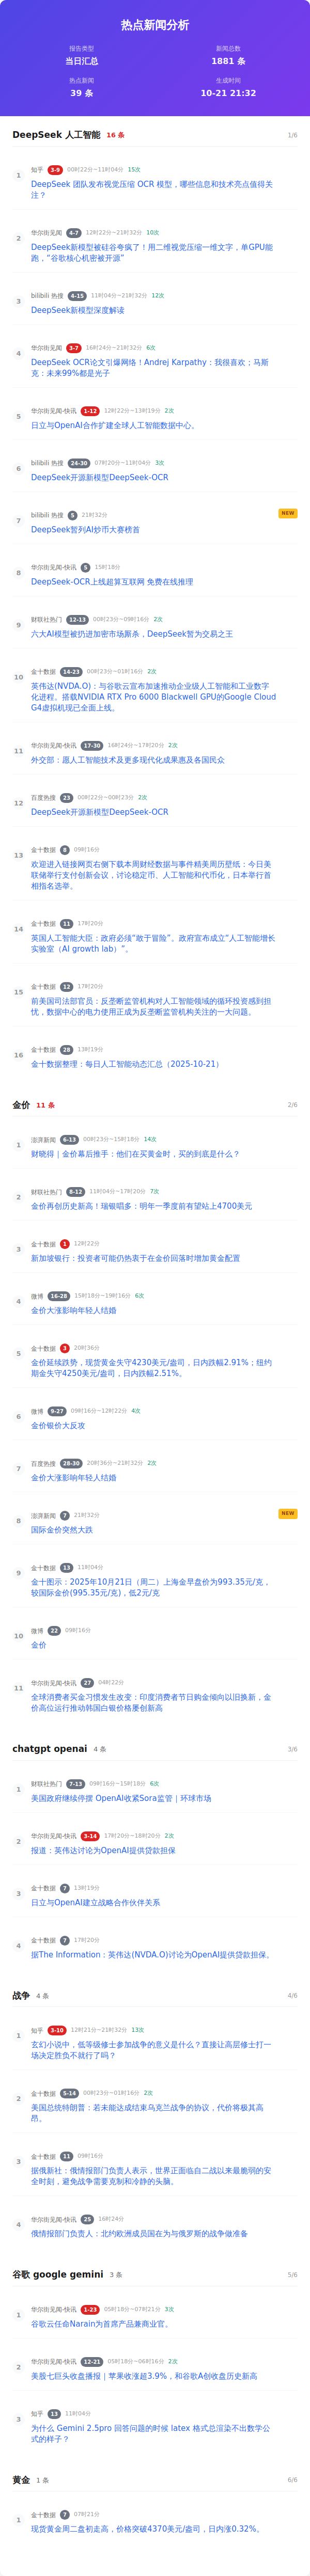 热点新闻分析
报告类型
新闻总数
当日汇总
1881 条
热点新闻
生成时间
39 条
10-21 21:32
DeepSeek 人工智能 16 条 1/6
1
知乎 3-9 00时22分~11时04分 15次
DeepSeek 团队发布视觉压缩 OCR 模型，哪些信息和技术亮点值得关
注？
2
华尔街见闻 4-7 12时22分~21时32分 10次
DeepSeek新模型被硅谷夸疯了！用二维视觉压缩一维文字，单GPU能
跑，“谷歌核心机密被开源”
3
bilibili 热搜 4-15 11时04分~21时32分 12次
DeepSeek新模型深度解读
4
华尔街见闻 3-7 16时24分~21时32分 6次
DeepSeek OCR论文引爆网络！Andrej Karpathy：我很喜欢；马斯
克：未来99%都是光子
5
华尔街见闻-快讯 1-12 12时22分~13时19分 2次
日立与OpenAI合作扩建全球人工智能数据中心。
6
bilibili 热搜 24-30 07时20分~11时04分 3次
DeepSeek开源新模型DeepSeek-OCR
7
bilibili 热搜 5 21时32分
NEW
DeepSeek暂列AI炒币大赛榜首
8
华尔街见闻-快讯 5 15时18分
DeepSeek-OCR上线超算互联网 免费在线推理
9
财联社热门 12-13 00时23分~09时16分 2次
六大AI模型被扔进加密市场厮杀，DeepSeek暂为交易之王
10
金十数据 14-23 00时23分~01时16分 2次
英伟达(NVDA.O)：与谷歌云宣布加速推动企业级人工智能和工业数字
化进程。搭载NVIDIA RTX Pro 6000 Blackwell GPU的Google Cloud
G4虚拟机现已全面上线。
11
华尔街见闻-快讯 17-30 16时24分~17时20分 2次
外交部：愿人工智能技术及更多现代化成果惠及各国民众
12
百度热搜 23 00时22分~00时23分 2次
DeepSeek开源新模型DeepSeek-OCR
13
金十数据 8 09时16分
欢迎进入链接网页右侧下载本周财经数据与事件精美周历壁纸：今日美
联储举行支付创新会议，讨论稳定币、人工智能和代币化，日本举行首
相指名选举。
14
金十数据 11 17时20分
英国人工智能大臣：政府必须“敢于冒险”。政府宣布成立“人工智能增长
实验室（AI growth lab）”。
15
金十数据 12 17时20分
前美国司法部官员：反垄断监管机构对人工智能领域的循环投资感到担
忧，数据中心的电力使用正成为反垄断监管机构关注的一大问题。
16
金十数据 28 13时19分
金十数据整理：每日人工智能动态汇总（2025-10-21）
金价 11 条 2/6
1
澎湃新闻 6-13 00时23分~15时18分 14次
财晓得｜金价幕后推手：他们在买黄金时，买的到底是什么？
2
财联社热门 8-12 11时04分~17时20分 7次
金价再创历史新高！瑞银唱多：明年一季度前有望站上4700美元
3
金十数据 1 12时22分
新加坡银行：投资者可能仍热衷于在金价回落时增加黄金配置
4
微博 16-28 15时18分~19时16分 6次
金价大涨影响年轻人结婚
5
金十数据 3 20时36分
金价延续跌势，现货黄金失守4230美元/盎司，日内跌幅2.91%；纽约
期金失守4250美元/盎司，日内跌幅2.51%。
6
微博 9-27 09时16分~12时22分 4次
金价银价大反攻
7
百度热搜 28-30 20时36分~21时32分 2次
金价大涨影响年轻人结婚
8
澎湃新闻 7 21时32分
NEW
国际金价突然大跌
9
金十数据 13 11时04分
金十图示：2025年10月21日（周二）上海金早盘价为993.35元/克，
较国际金价(995.35元/克)，低2元/克
10
微博 22 09时16分
金价
11
华尔街见闻-快讯 27 04时22分
全球消费者买金习惯发生改变：印度消费者节日购金倾向以旧换新，金
价高位运行推动韩国白银价格屡创新高
chatgpt openai 4 条 3/6
1
财联社热门 7-13 09时16分~15时18分 6次
美国政府继续停摆 OpenAI收紧Sora监管｜环球市场
2
华尔街见闻-快讯 3-14 17时20分~18时20分 2次
报道：英伟达讨论为OpenAI提供贷款担保
3
金十数据 7 13时19分
日立与OpenAI建立战略合作伙伴关系
4
金十数据 7 17时20分
据The Information：英伟达(NVDA.O)讨论为OpenAI提供贷款担保。
战争 4 条 4/6
1
知乎 3-10 12时21分~21时32分 13次
玄幻小说中，低等级修士参加战争的意义是什么？直接让高层修士打一
场决定胜负不就行了吗？
2
金十数据 5-14 00时23分~01时16分 2次
美国总统特朗普：若未能达成结束乌克兰战争的协议，代价将极其高
昂。
3
金十数据 11 09时16分
据俄新社：俄情报部门负责人表示，世界正面临自二战以来最脆弱的安
全时刻，避免战争需要克制和冷静的头脑。
4
华尔街见闻-快讯 25 16时24分
俄情报部门负责人：北约欧洲成员国在为与俄罗斯的战争做准备
谷歌 google gemini 3 条 5/6
1
华尔街见闻-快讯 1-23 05时18分~07时21分 3次
谷歌云任命Narain为首席产品兼商业官。
2
华尔街见闻-快讯 12-21 05时18分~06时16分 2次
美股七巨头收盘播报｜苹果收涨超3.9%，和谷歌A创收盘历史新高
3
知乎 13 11时04分
为什么 Gemini 2.5pro 回答问题的时候 latex 格式总渲染不出数学公
式的样子？
黄金 1 条 6/6
1
金十数据 7 07时21分
现货黄金周二盘初走高，价格突破4370美元/盎司，日内涨0.32%。